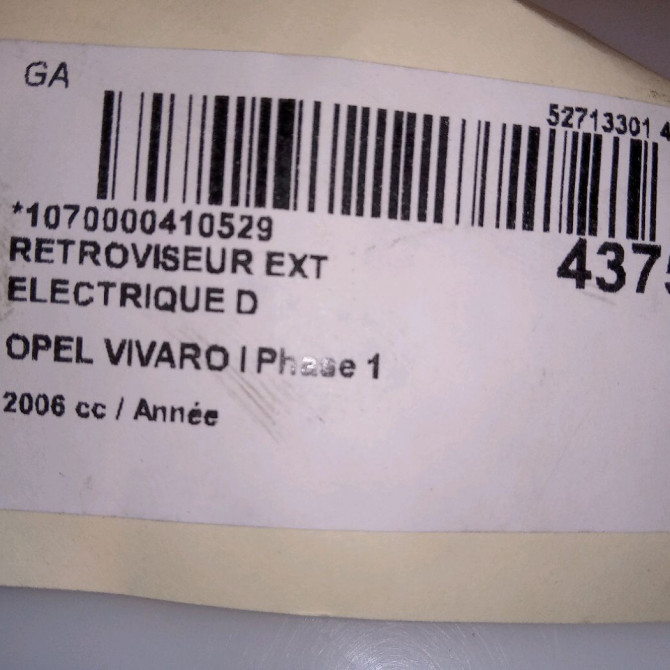 GA
52713301 4
*1070000410529
4375
RETROVISEUR EXT
ELECTRIQUE D
OPEL VIVARO I Phase 1
2006 cc / Année